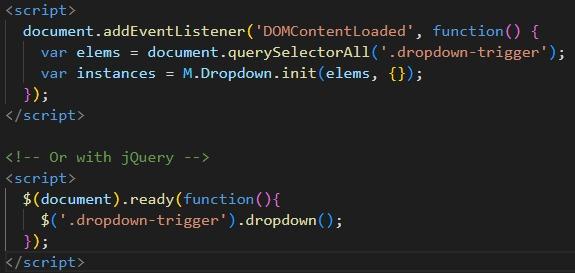 <script>
document.addEventListener('DOMContentLoaded', function() {
var elems = document.querySelectorAll('.dropdown-trigger');
var instances = M.Dropdown.init(elems, {});
});
</script>
<!-- Or with jQuery -->
<script>
$(document).ready(function(){
$('.dropdown-trigger').dropdown();
});
</script>